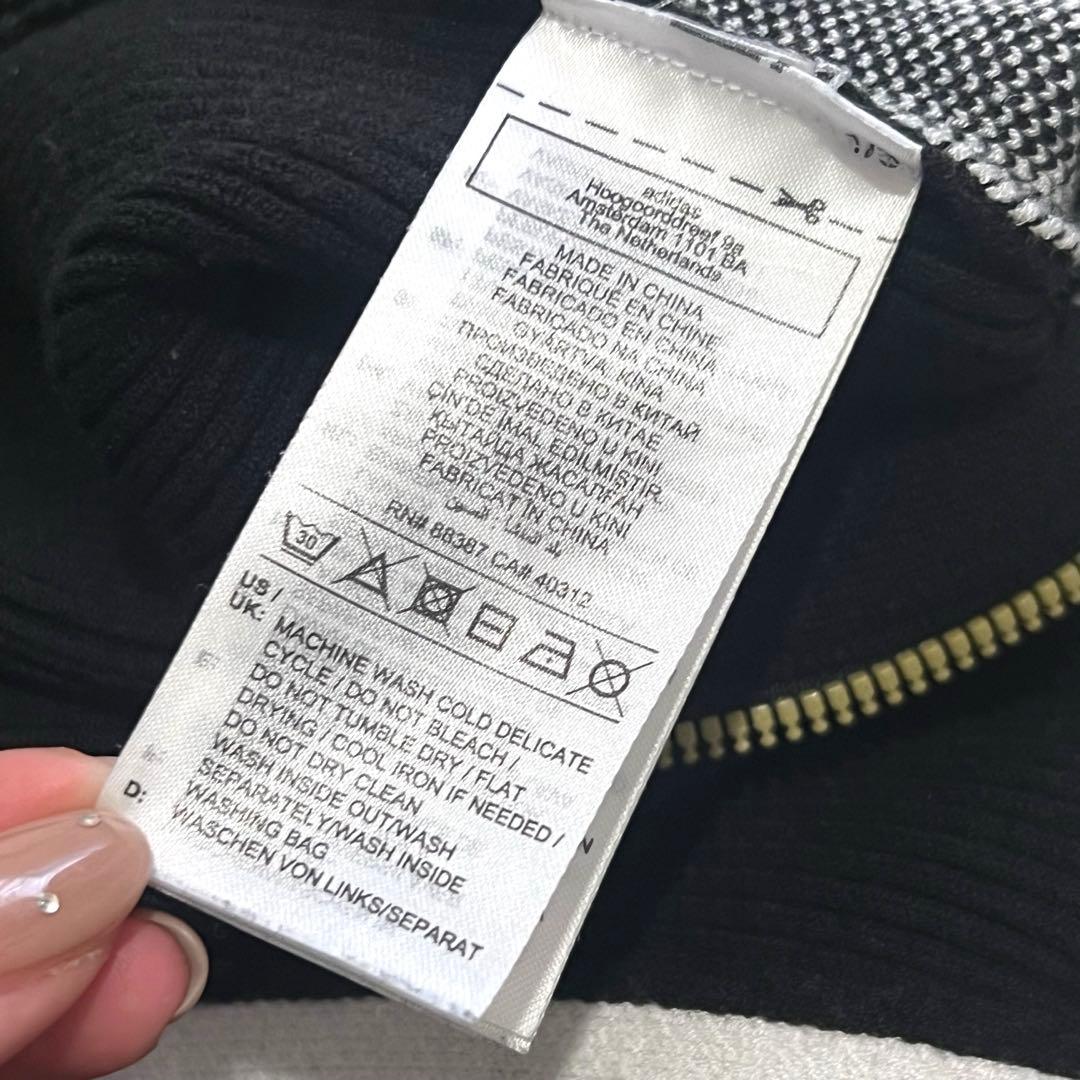 adidas
Hoogoorddreef 9a
Amsterdam 1101 BA
The Netherlands
MADE IN CHINA
FABRIQUÉ EN CHINE
FABRICADO EN CHINA
FABRICADO NA CHINA
GYÁRTVA: KÍNA
ПРОИЗВЕДЕНО В КИТАЙ
СДЕЛАНО В КИТАЕ
PROIZVEDENO U KINI
ÇİN'DE İMAL EDİLMİŞTİR
ҚЫТАЙДА ЖАСАЛҒАН
PROIZVEDENO U KINI
FABRICAT IN CHINA
RN# 88387 CA# 40312
30
US /
UK:
MACHINE WASH COLD DELICATE
CYCLE / DO NOT BLEACH /
DO NOT TUMBLE DRY / FLAT
DRYING / COOL IRON IF NEEDED /
DO NOT DRY CLEAN
WASH INSIDE OUT/WASH
SEPARATELY/WASH INSIDE
WASHING BAG
D:
WASCHEN VON LINKS/SEPARAT